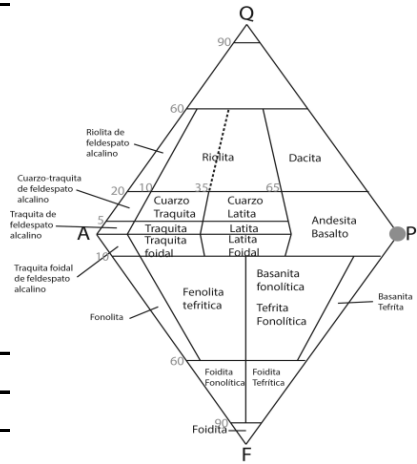 Q
90
60
Riolita de
feldespato
alcalino
Riolita
Dacita
Cuarzo-traquita
de feldespato
alcalino
20
10
35
65
Cuarzo
Traquita
Cuarzo
Latita
Traquita de
feldespato
alcalino
5
Traquita
Latita
Andesita
Basalto
A
P
Traquita
foidal
Latita
Foidal
10
Traquita foidal
de feldespato
alcalino
Basanita
fonolítica
Fenolita
tefrítica
Tefrita
Fonolítica
Basanita
Tefrita
Fonolita
60
Foidita
Fonolítica
Foidita
Tefrítica
90
Foidita
F